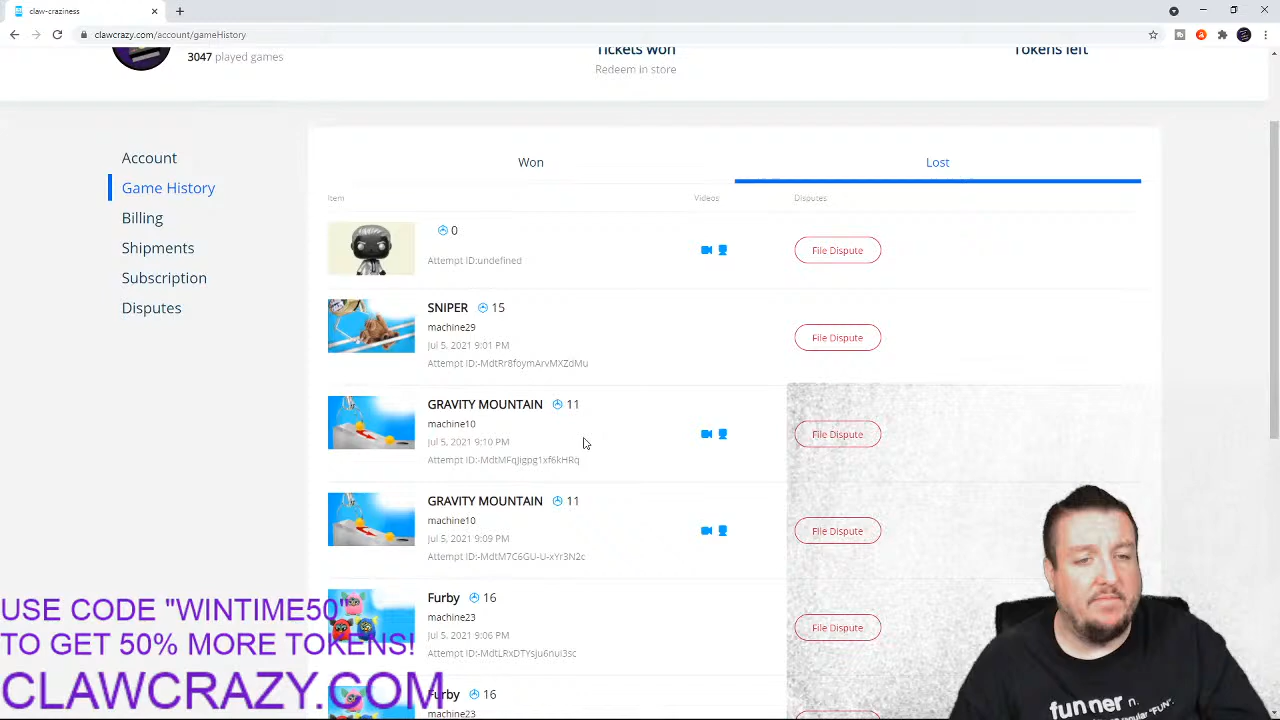 claw-craziness
clawcrazy.com/account/gameHistory
3047 played games
Tickets won
Redeem in store
Tokens left
Account
Game History
Billing
Shipments
Subscription
Disputes
Won
Lost
Item
Videos
Disputes
0
Attempt ID:undefined
File Dispute
SNIPER 15
machine29
Jul 5, 2021 9:01 PM
Attempt ID:-MdtRr8foymArvMXZdMu
File Dispute
GRAVITY MOUNTAIN 11
machine10
Jul 5, 2021 9:10 PM
Attempt ID:-MdtMFqJigpg1xf6kHRq
File Dispute
GRAVITY MOUNTAIN 11
machine10
Jul 5, 2021 9:09 PM
Attempt ID:-MdtM7C6GU-U-xYr3N2c
File Dispute
Furby 16
machine23
Jul 5, 2021 9:06 PM
Attempt ID:-MdtLRxDTYsJu6nuI3sc
File Dispute
Furby 16
machine23
USE CODE "WINTIME50"
TO GET 50% MORE TOKENS!
CLAWCRAZY.COM
funner n.
regular "FUN".